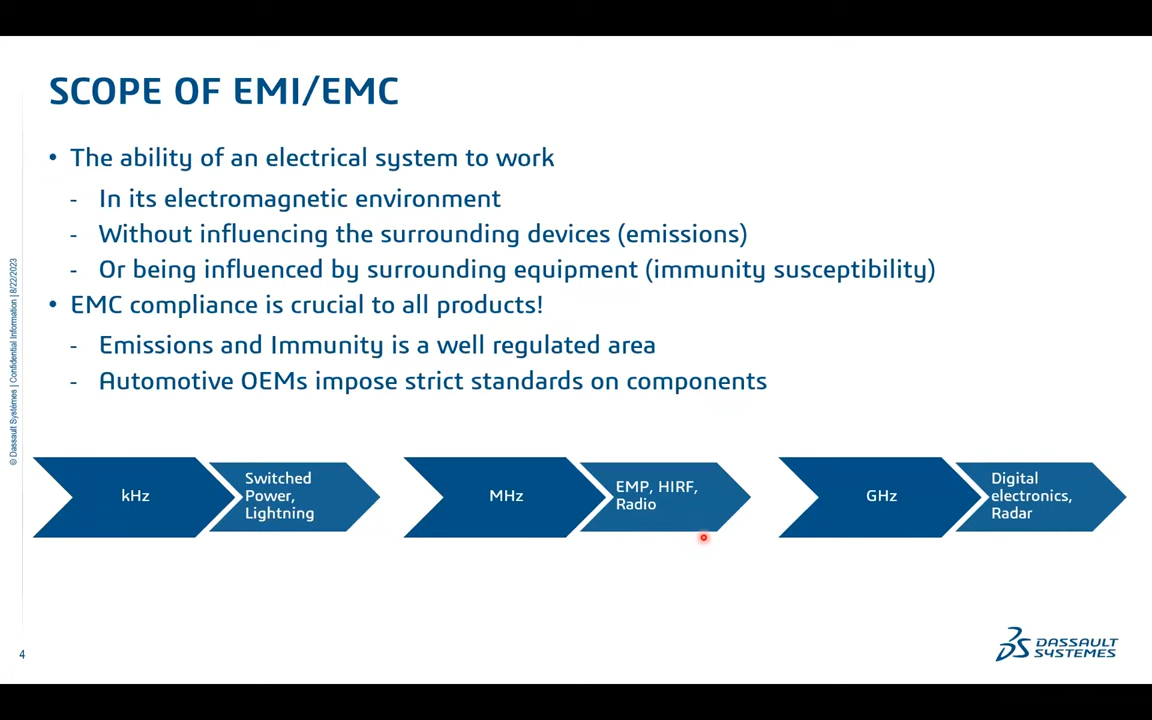 SCOPE OF EMI/EMC
• The ability of an electrical system to work
- In its electromagnetic environment
- Without influencing the surrounding devices (emissions)
- Or being influenced by surrounding equipment (immunity susceptibility)
• EMC compliance is crucial to all products!
- Emissions and Immunity is a well regulated area
- Automotive OEMs impose strict standards on components
© Dassault Systèmes | Confidential Information | 8/22/2023
kHz
Switched
Power,
Lightning
MHz
EMP, HIRF,
Radio
GHz
Digital
electronics,
Radar
4
DASSAULT
SYSTEMES